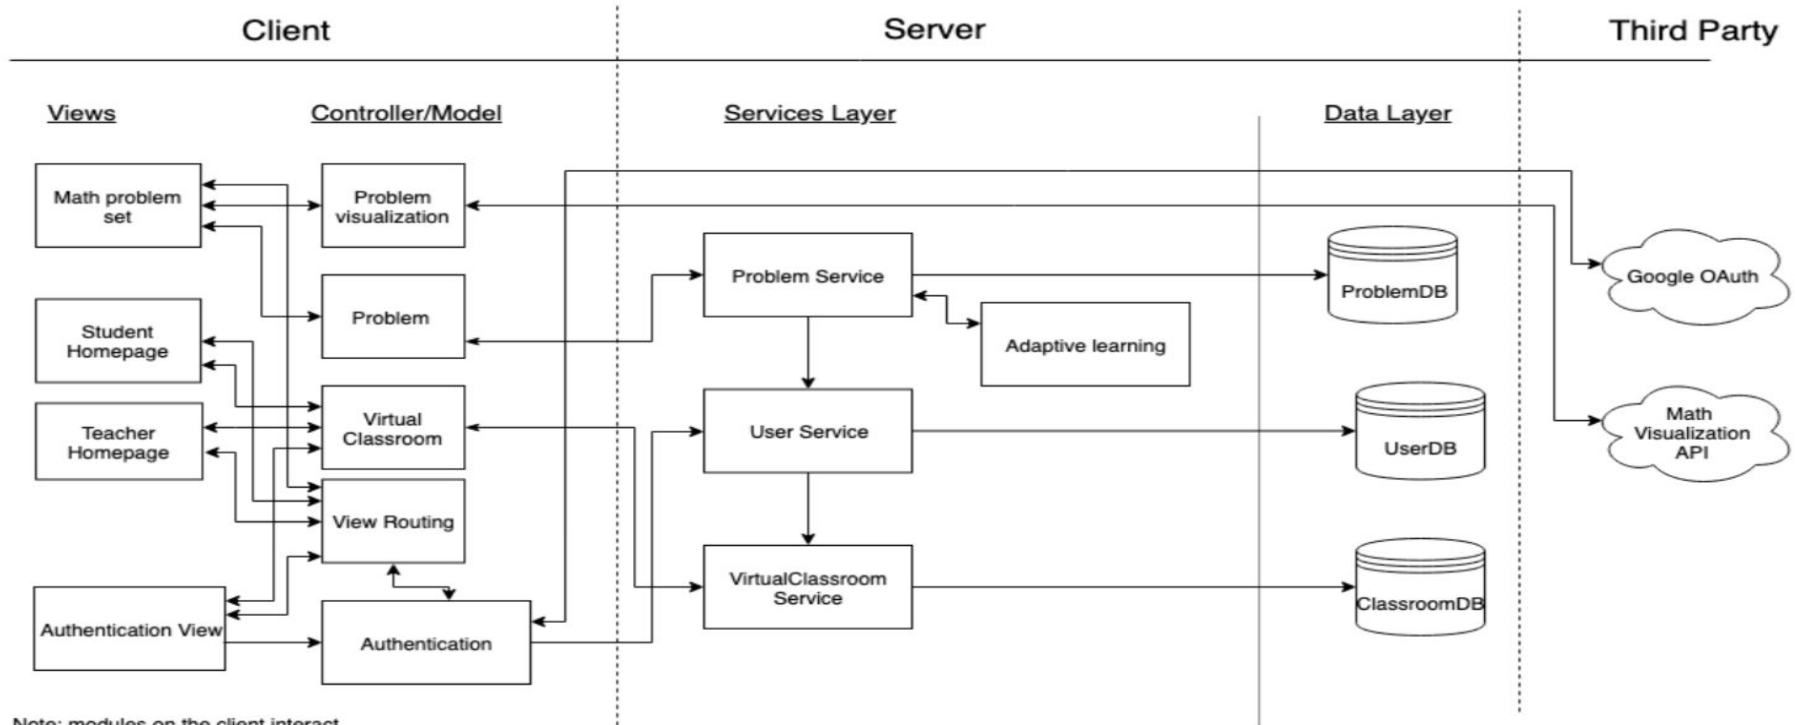 Client
Server
Third Party
Views
Controller/Model
Services Layer
Data Layer
Math problem
set
Problem
visualization
Problem Service
ProblemDB
Google OAuth
Student
Homepage
Problem
Adaptive learning
Teacher
Homepage
Virtual
Classroom
User Service
UserDB
Math
Visualization
API
View Routing
VirtualClassroom
Service
ClassroomDB
Authentication View
Authentication
Note: modules on the client interact